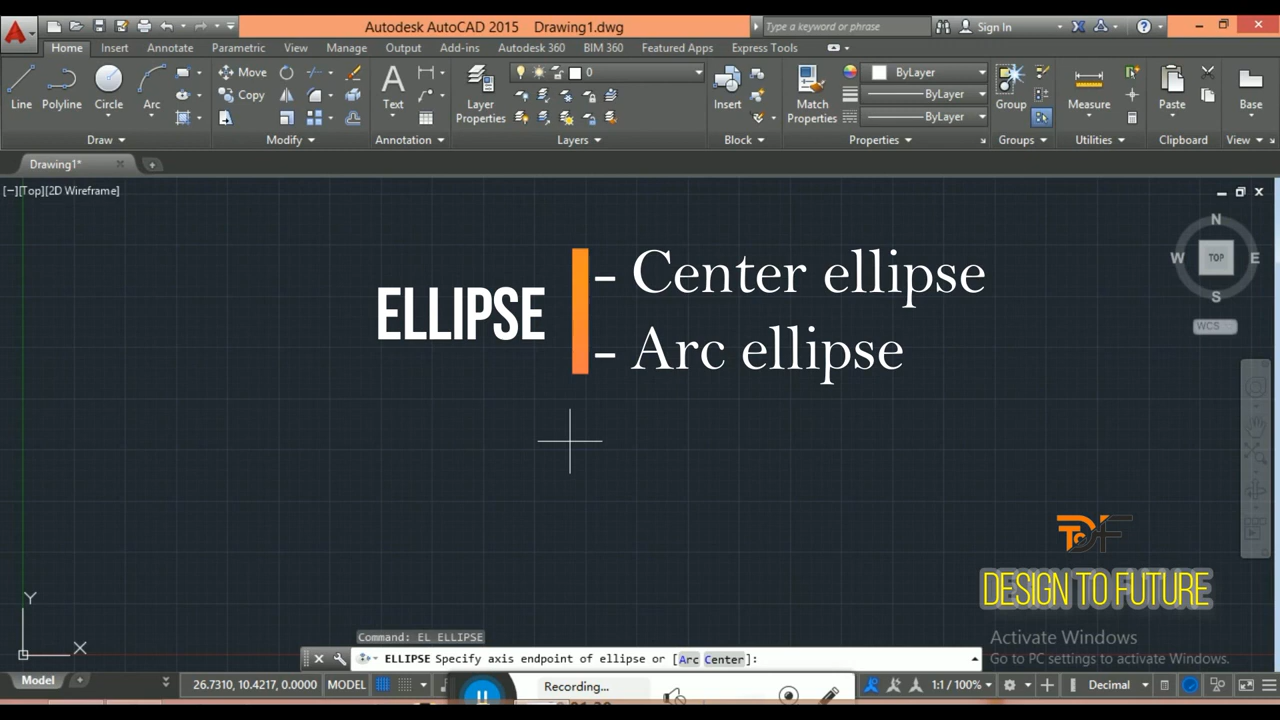 Autodesk AutoCAD 2015 Drawing1.dwg
Type a keyword or phrase
Sign In
Home Insert Annotate Parametric View Manage Output Add-ins Autodesk 360 BIM 360 Featured Apps Express Tools
Line Polyline Circle Arc
Move
Copy
Text
Layer Properties
0
Insert
Match Properties
ByLayer
ByLayer
ByLayer
Group
Measure
Paste
Base
Draw Modify Annotation Layers Block Properties Groups Utilities Clipboard View
Drawing1*
[−][Top][2D Wireframe]
N
W TOP E
S
WCS
ELLIPSE
- Center ellipse
- Arc ellipse
DESIGN TO FUTURE
Y
X
Command: EL ELLIPSE
ELLIPSE Specify axis endpoint of ellipse or [Arc Center]:
Activate Windows
Go to PC settings to activate Windows.
Model
26.7310, 10.4217, 0.0000 MODEL
Recording...
1:1 / 100%
Decimal